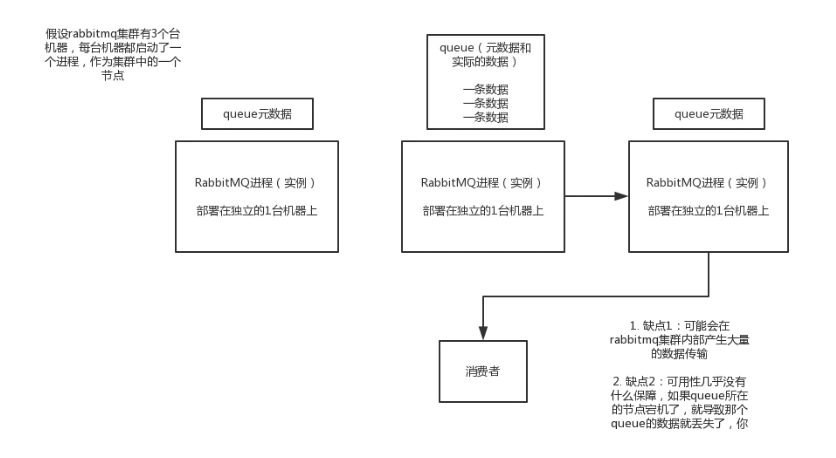 假设rabbitmq集群有3个台
机器，每台机器都启动了一
个进程，作为集群中的一个
节点
queue元数据
queue（元数据和
实际的数据）
一条数据
一条数据
一条数据
queue元数据
RabbitMQ进程（实例）
部署在独立的1台机器上
RabbitMQ进程（实例）
部署在独立的1台机器上
RabbitMQ进程（实例）
部署在独立的1台机器上
消费者
1. 缺点1：可能会在
rabbitmq集群内部产生大量
的数据传输
2. 缺点2：可用性几乎没有
什么保障，如果queue所在
的节点宕机了，就导致那个
queue的数据就丢失了，你